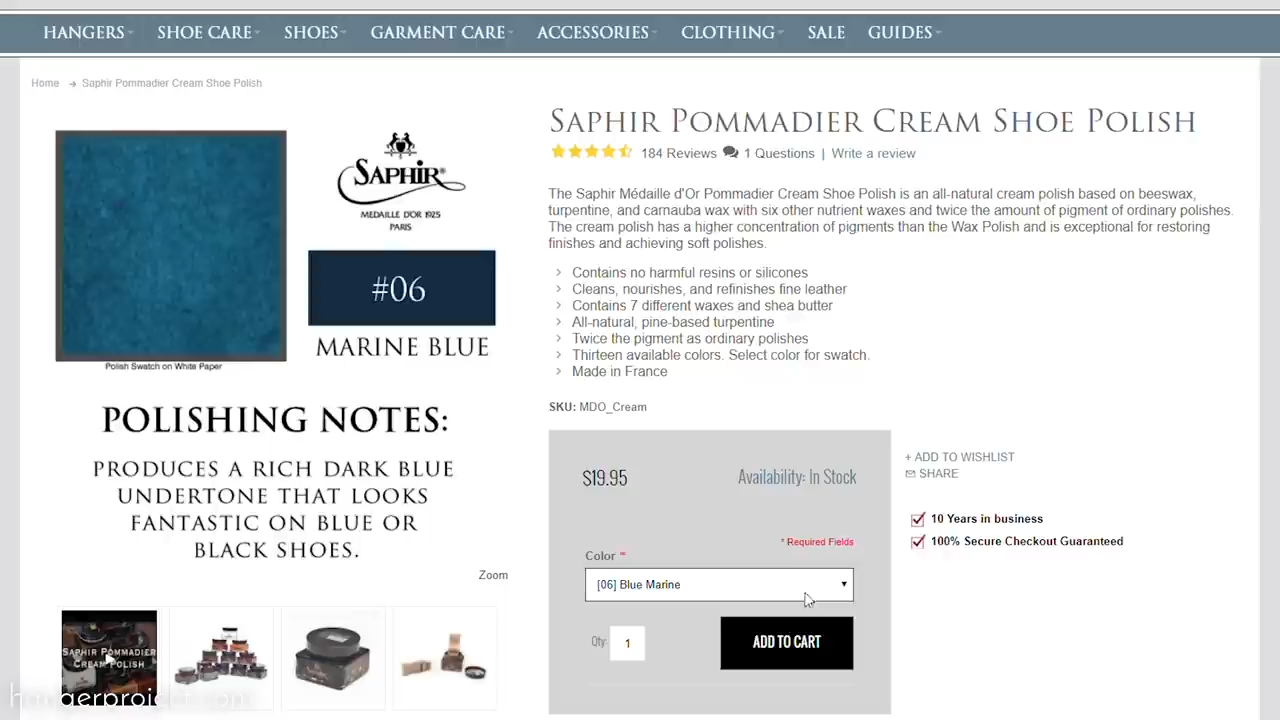 HANGERS SHOE CARE SHOES GARMENT CARE ACCESSORIES CLOTHING SALE GUIDES
Home → Saphir Pommadier Cream Shoe Polish
SAPHIR
MEDAILLE D'OR 1925
PARIS
#06
MARINE BLUE
Polish Swatch on White Paper
POLISHING NOTES:
PRODUCES A RICH DARK BLUE
UNDERTONE THAT LOOKS
FANTASTIC ON BLUE OR
BLACK SHOES.
Zoom
SAPHIR POMMADIER
CREAM POLISH
hangerproject.com
SAPHIR POMMADIER CREAM SHOE POLISH
184 Reviews 1 Questions | Write a review
The Saphir Médaille d'Or Pommadier Cream Shoe Polish is an all-natural cream polish based on beeswax,
turpentine, and carnauba wax with six other nutrient waxes and twice the amount of pigment of ordinary polishes.
The cream polish has a higher concentration of pigments than the Wax Polish and is exceptional for restoring
finishes and achieving soft polishes.
Contains no harmful resins or silicones
Cleans, nourishes, and refinishes fine leather
Contains 7 different waxes and shea butter
All-natural, pine-based turpentine
Twice the pigment as ordinary polishes
Thirteen available colors. Select color for swatch.
Made in France
SKU: MDO_Cream
$19.95 Availability: In Stock
* Required Fields
Color *
[06] Blue Marine
Qty: 1 ADD TO CART
+ ADD TO WISHLIST
SHARE
10 Years in business
100% Secure Checkout Guaranteed